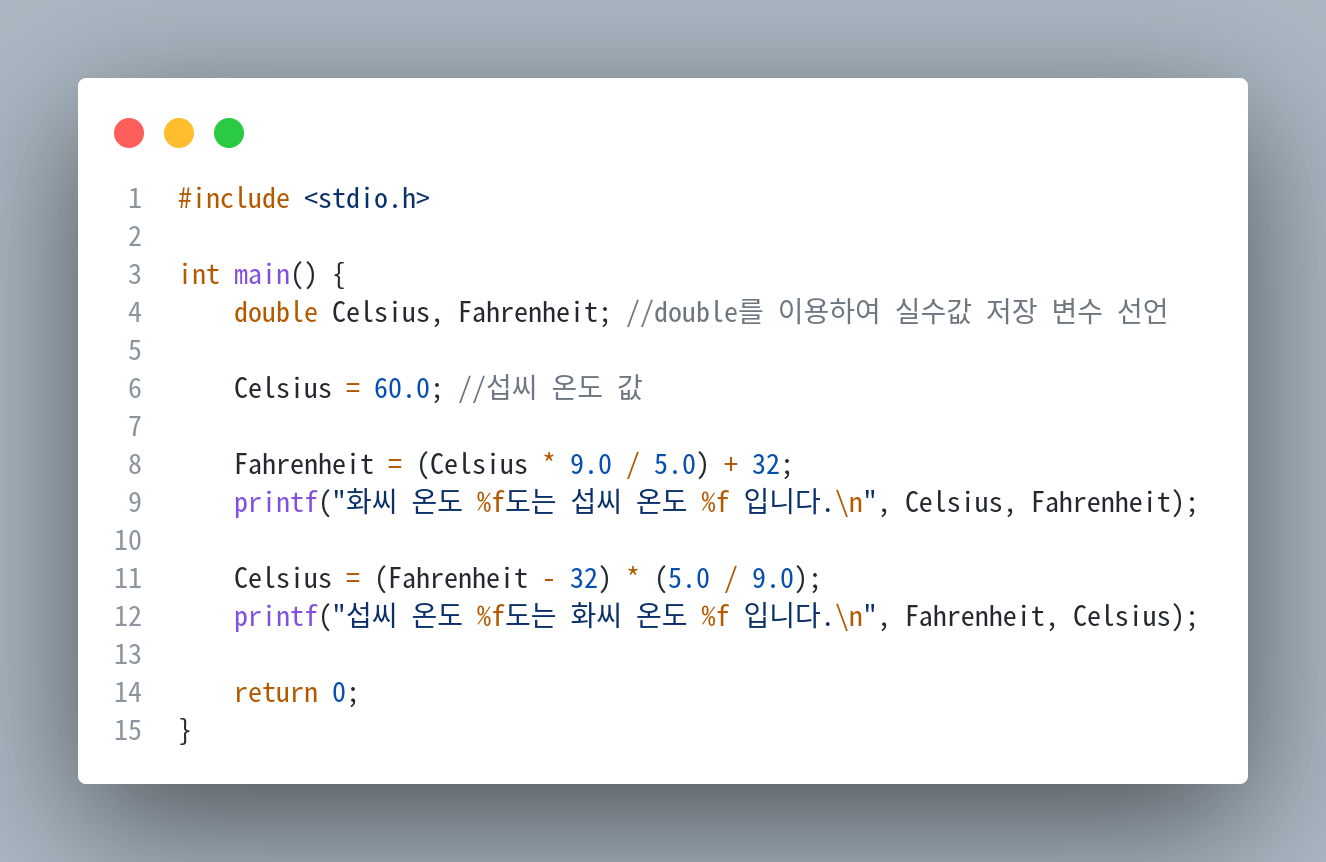 1 #include <stdio.h>
2
3 int main() {
4     double Celsius, Fahrenheit; //double를 이용하여 실수값 저장 변수 선언
5
6     Celsius = 60.0; //섭씨 온도 값
7
8     Fahrenheit = (Celsius * 9.0 / 5.0) + 32;
9     printf("화씨 온도 %f도는 섭씨 온도 %f 입니다.\n", Celsius, Fahrenheit);
10
11     Celsius = (Fahrenheit - 32) * (5.0 / 9.0);
12     printf("섭씨 온도 %f도는 화씨 온도 %f 입니다.\n", Fahrenheit, Celsius);
13
14     return 0;
15 }